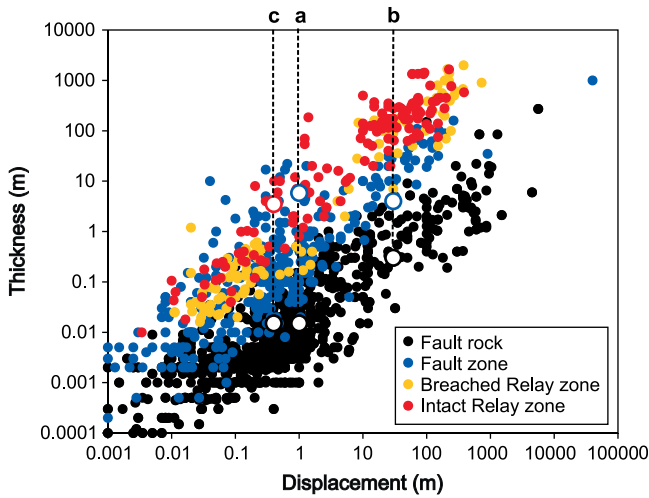 c a b
10000
1000
100
10
1
0.1
0.01
0.001
0.0001
Thickness (m)
Fault rock
Fault zone
Breached Relay zone
Intact Relay zone
0.001 0.01 0.1 1 10 100 1000 10000 100000
Displacement (m)